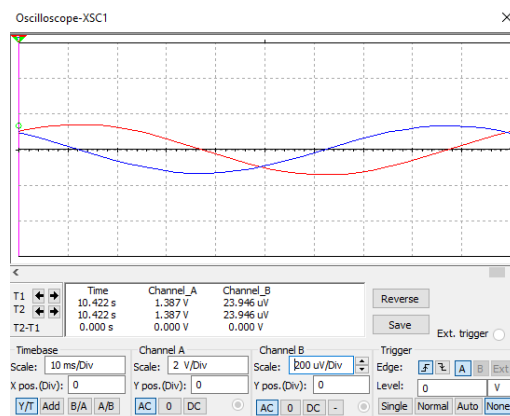 Oscilloscope-XSC1
Time Channel_A Channel_B
T1 10.422 s 1.387 V 23.946 uV
T2 10.422 s 1.387 V 23.946 uV
T2-T1 0.000 s 0.000 V 0.000 V
Reverse
Save
Ext. trigger
Timebase
Scale: 10 ms/Div
X pos.(Div): 0
Y/T Add B/A A/B
Channel A
Scale: 2 V/Div
Y pos.(Div): 0
AC 0 DC
Channel B
Scale: 200 uV/Div
Y pos.(Div): 0
AC 0 DC -
Trigger
Edge: A B Ext
Level: 0 V
Single Normal Auto None